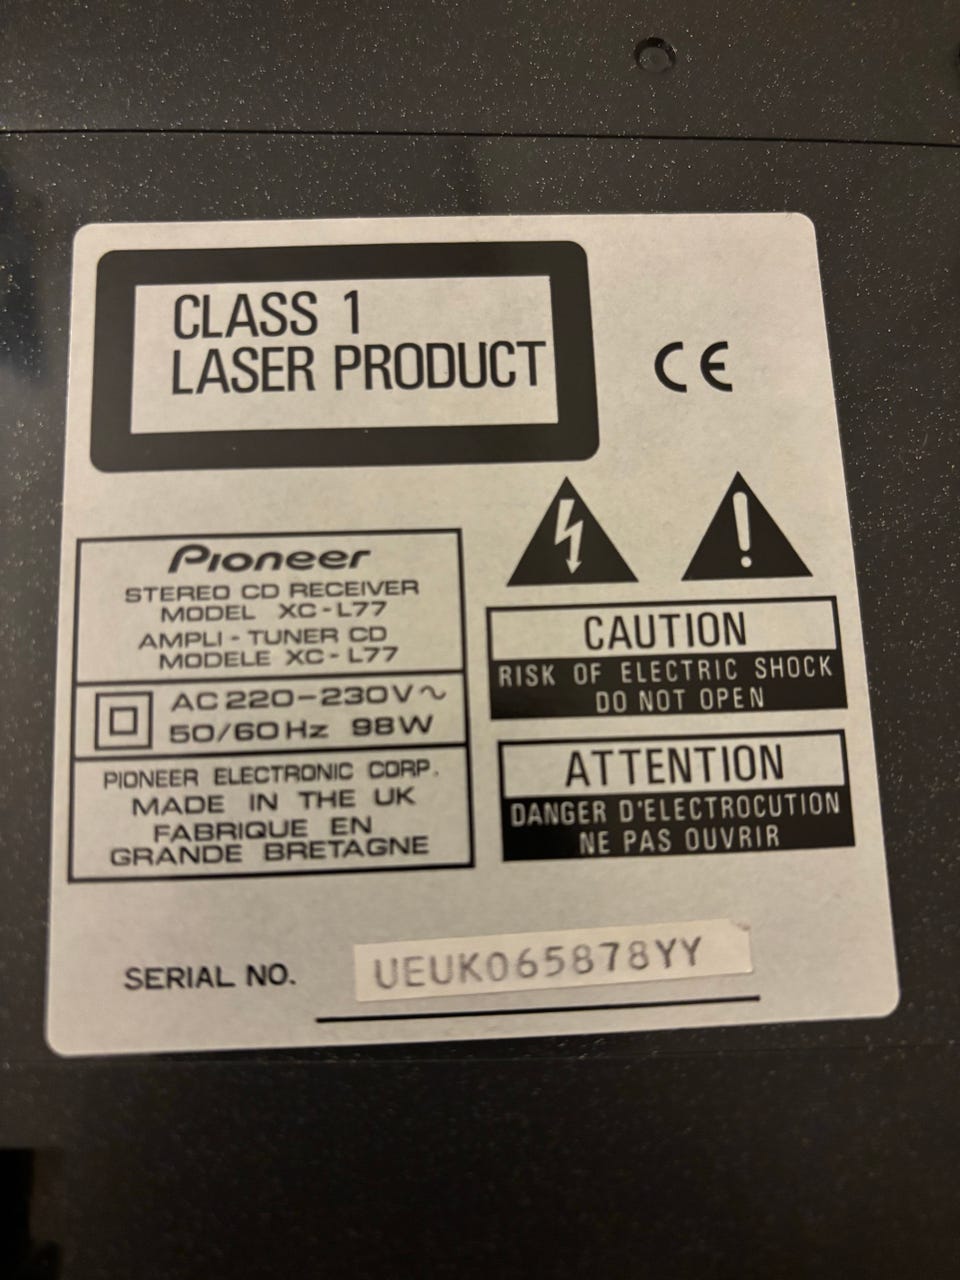 CLASS 1
LASER PRODUCT
CE
Pioneer
STEREO CD RECEIVER
MODEL XC-L77
AMPLI-TUNER CD
MODELE XC-L77
AC 220-230V~
50/60Hz 98W
PIONEER ELECTRONIC CORP.
MADE IN THE UK
FABRIQUE EN
GRANDE BRETAGNE
CAUTION
RISK OF ELECTRIC SHOCK
DO NOT OPEN
ATTENTION
DANGER D'ELECTROCUTION
NE PAS OUVRIR
SERIAL NO. UEUK065878YY